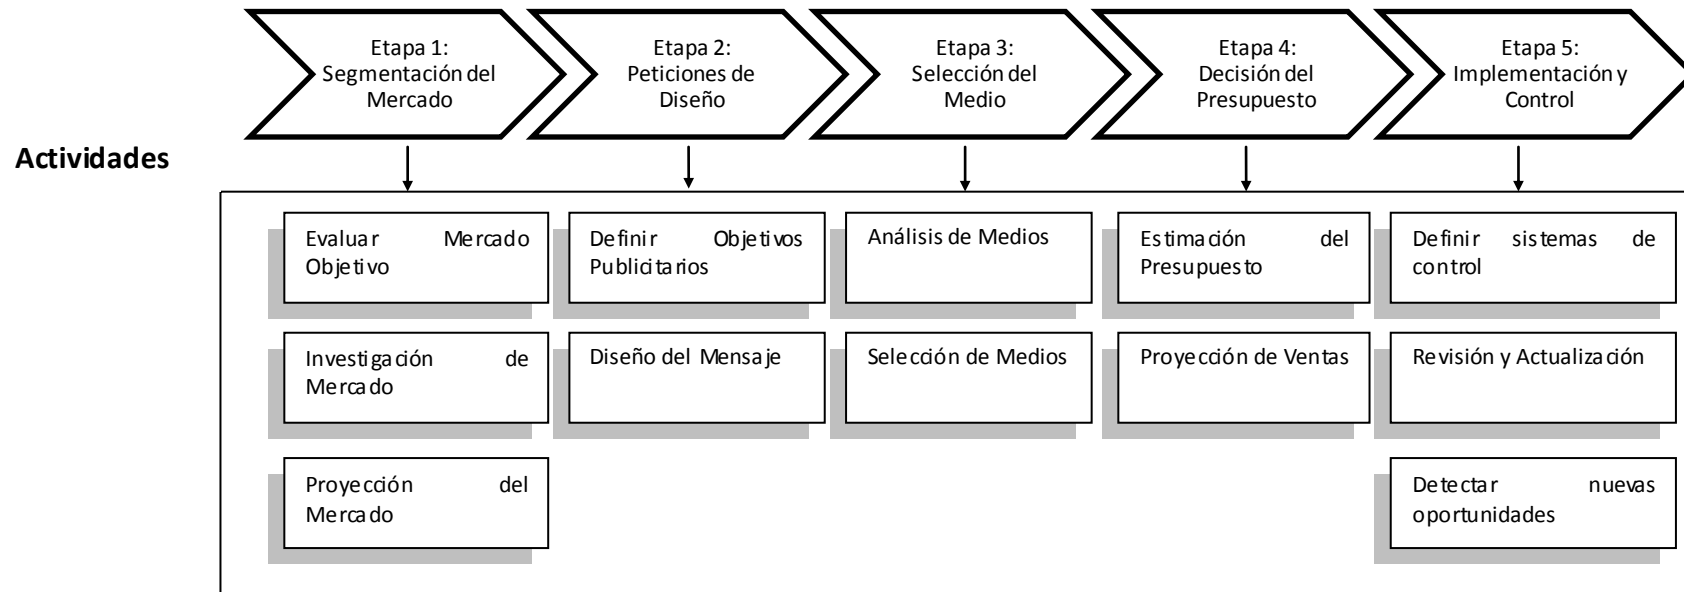 Etapa 1:
Segmentación del
Mercado
Etapa 2:
Peticiones de
Diseño
Etapa 3:
Selección del
Medio
Etapa 4:
Decisión del
Presupuesto
Etapa 5:
Implementación y
Control
Actividades
Evaluar Mercado
Objetivo
Definir Objetivos
Publicitarios
Análisis de Medios
Estimación del
Presupuesto
Definir sistemas de
control
Investigación de
Mercado
Diseño del Mensaje
Selección de Medios
Proyección de Ventas
Revisión y Actualización
Proyección del
Mercado
Detectar nuevas
oportunidades